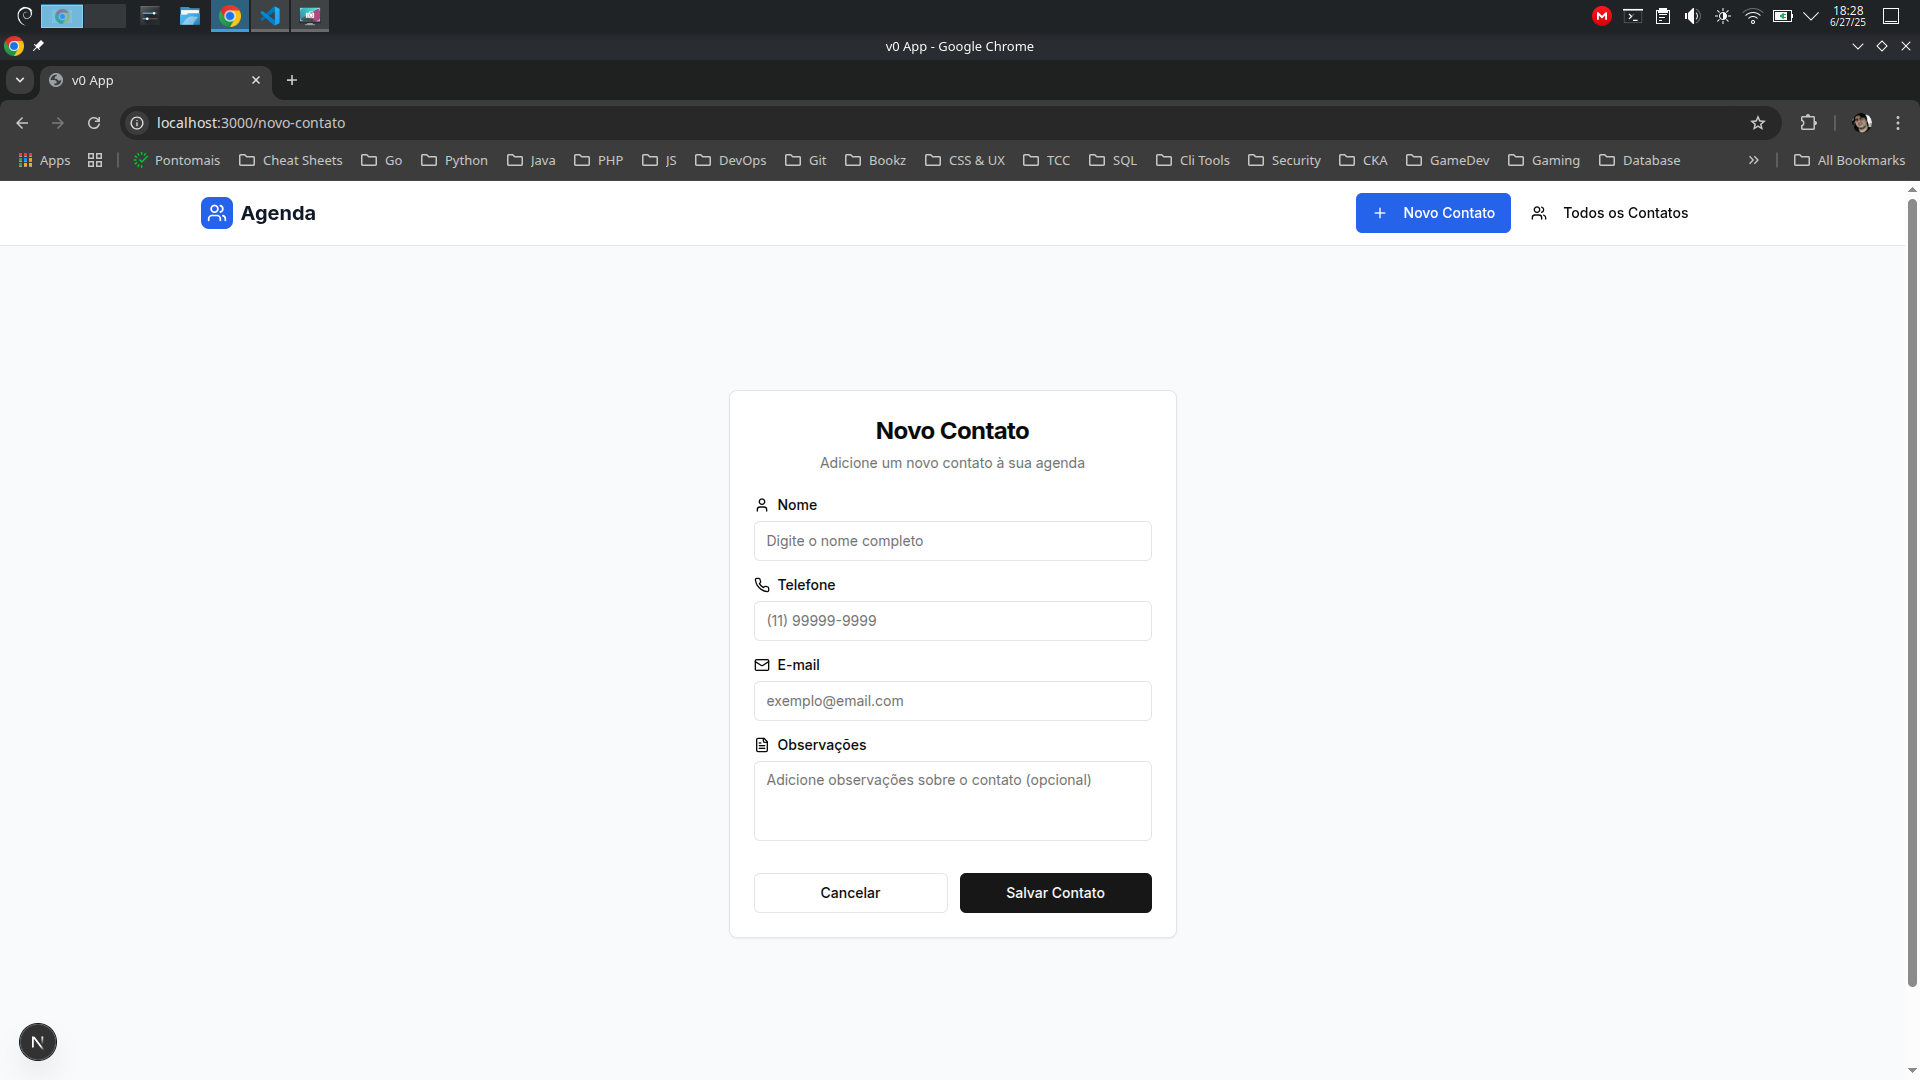 18:28
6/27/25
v0 App - Google Chrome
v0 App
localhost:3000/novo-contato
Apps
Pontomais
Cheat Sheets
Go
Python
Java
PHP
JS
DevOps
Git
Bookz
CSS & UX
TCC
SQL
Cli Tools
Security
CKA
GameDev
Gaming
Database
All Bookmarks
Agenda
Novo Contato
Todos os Contatos
Novo Contato
Adicione um novo contato à sua agenda
Nome
Digite o nome completo
Telefone
(11) 99999-9999
E-mail
exemplo@email.com
Observações
Adicione observações sobre o contato (opcional)
Cancelar
Salvar Contato
N